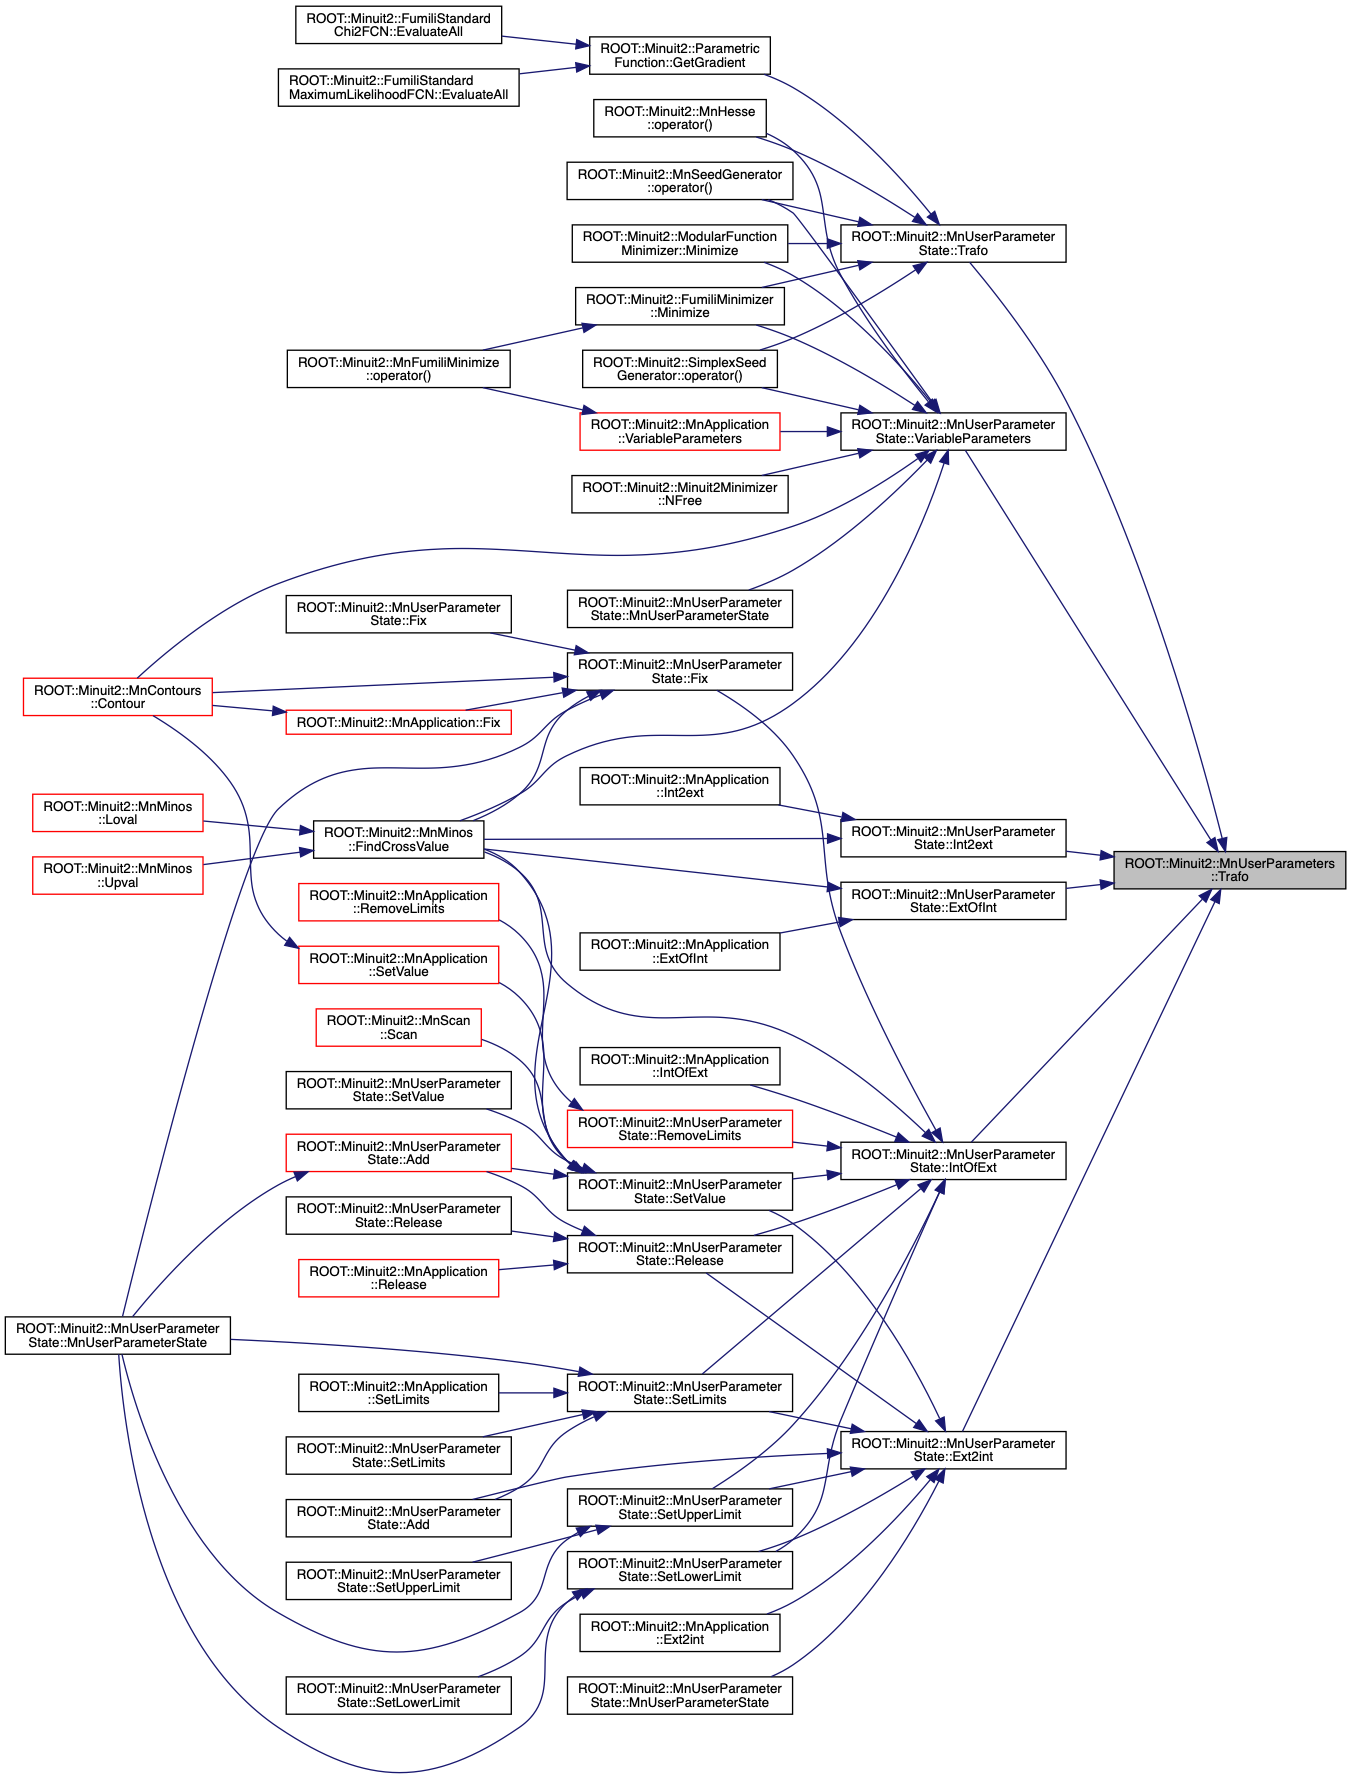 ROOT::Minuit2::FumiliStandard
Chi2FCN::EvaluateAll
ROOT::Minuit2::Parametric
Function::GetGradient
ROOT::Minuit2::FumiliStandard
MaximumLikelihoodFCN::EvaluateAll
ROOT::Minuit2::MnHesse
::operator()
ROOT::Minuit2::MnSeedGenerator
::operator()
ROOT::Minuit2::ModularFunction
Minimizer::Minimize
ROOT::Minuit2::MnUserParameter
State::Trafo
ROOT::Minuit2::FumiliMinimizer
::Minimize
ROOT::Minuit2::MnFumiliMinimize
::operator()
ROOT::Minuit2::SimplexSeed
Generator::operator()
ROOT::Minuit2::MnApplication
::VariableParameters
ROOT::Minuit2::MnUserParameter
State::VariableParameters
ROOT::Minuit2::Minuit2Minimizer
::NFree
ROOT::Minuit2::MnUserParameter
State::MnUserParameterState
ROOT::Minuit2::MnUserParameter
State::Fix
ROOT::Minuit2::MnUserParameter
State::Fix
ROOT::Minuit2::MnContours
::Contour
ROOT::Minuit2::MnApplication::Fix
ROOT::Minuit2::MnApplication
::Int2ext
ROOT::Minuit2::MnMinos
::Loval
ROOT::Minuit2::MnMinos
::FindCrossValue
ROOT::Minuit2::MnUserParameter
State::Int2ext
ROOT::Minuit2::MnUserParameters
::Trafo
ROOT::Minuit2::MnMinos
::Upval
ROOT::Minuit2::MnApplication
::RemoveLimits
ROOT::Minuit2::MnUserParameter
State::ExtOfInt
ROOT::Minuit2::MnApplication
::ExtOfInt
ROOT::Minuit2::MnApplication
::SetValue
ROOT::Minuit2::MnScan
::Scan
ROOT::Minuit2::MnApplication
::IntOfExt
ROOT::Minuit2::MnUserParameter
State::SetValue
ROOT::Minuit2::MnUserParameter
State::RemoveLimits
ROOT::Minuit2::MnUserParameter
State::Add
ROOT::Minuit2::MnUserParameter
State::IntOfExt
ROOT::Minuit2::MnUserParameter
State::SetValue
ROOT::Minuit2::MnUserParameter
State::Release
ROOT::Minuit2::MnUserParameter
State::Release
ROOT::Minuit2::MnApplication
::Release
ROOT::Minuit2::MnUserParameter
State::MnUserParameterState
ROOT::Minuit2::MnApplication
::SetLimits
ROOT::Minuit2::MnUserParameter
State::SetLimits
ROOT::Minuit2::MnUserParameter
State::SetLimits
ROOT::Minuit2::MnUserParameter
State::Ext2int
ROOT::Minuit2::MnUserParameter
State::Add
ROOT::Minuit2::MnUserParameter
State::SetUpperLimit
ROOT::Minuit2::MnUserParameter
State::SetUpperLimit
ROOT::Minuit2::MnUserParameter
State::SetLowerLimit
ROOT::Minuit2::MnApplication
::Ext2int
ROOT::Minuit2::MnUserParameter
State::SetLowerLimit
ROOT::Minuit2::MnUserParameter
State::MnUserParameterState